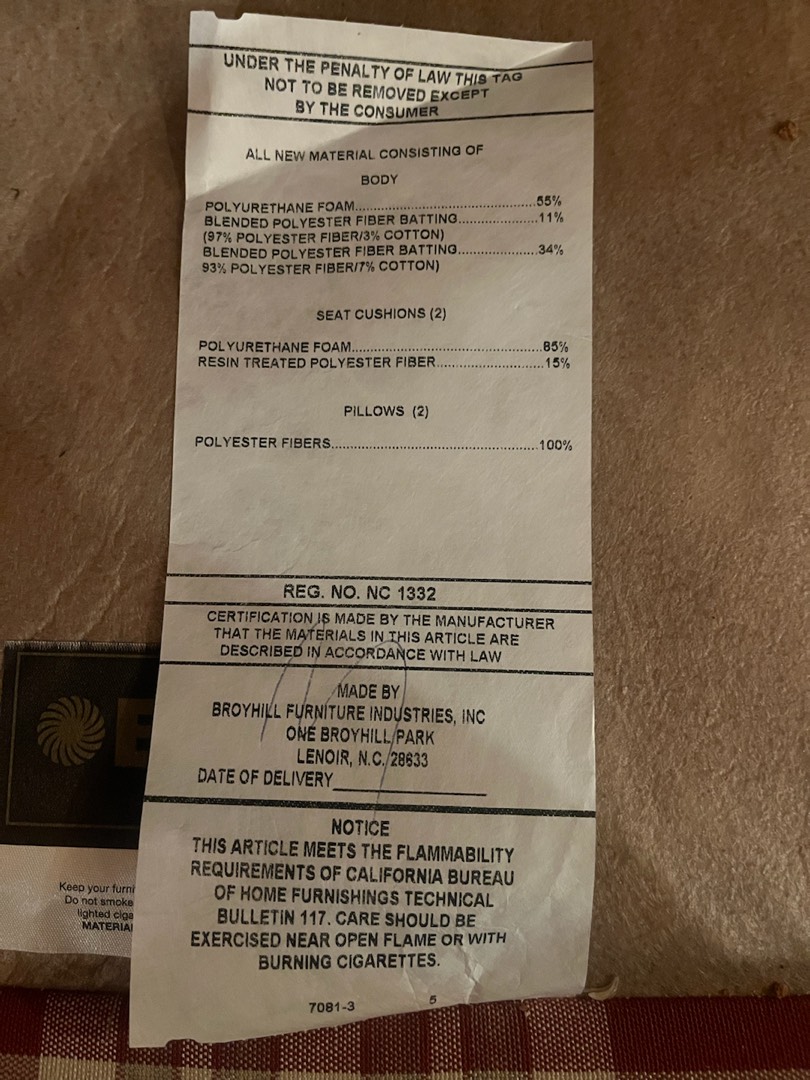 UNDER THE PENALTY OF LAW THIS TAG
NOT TO BE REMOVED EXCEPT
BY THE CONSUMER
ALL NEW MATERIAL CONSISTING OF
BODY
POLYURETHANE FOAM..............................................55%
BLENDED POLYESTER FIBER BATTING....................11%
(97% POLYESTER FIBER/3% COTTON)
BLENDED POLYESTER FIBER BATTING....................34%
93% POLYESTER FIBER/7% COTTON)
SEAT CUSHIONS (2)
POLYURETHANE FOAM................................................85%
RESIN TREATED POLYESTER FIBER..........................15%
PILLOWS (2)
POLYESTER FIBERS....................................................100%
REG. NO. NC 1332
CERTIFICATION IS MADE BY THE MANUFACTURER
THAT THE MATERIALS IN THIS ARTICLE ARE
DESCRIBED IN ACCORDANCE WITH LAW
MADE BY
BROYHILL FURNITURE INDUSTRIES, INC
ONE BROYHILL PARK
LENOIR, N.C. 28633
DATE OF DELIVERY____________________
NOTICE
THIS ARTICLE MEETS THE FLAMMABILITY
REQUIREMENTS OF CALIFORNIA BUREAU
OF HOME FURNISHINGS TECHNICAL
BULLETIN 117. CARE SHOULD BE
EXERCISED NEAR OPEN FLAME OR WITH
BURNING CIGARETTES.
7081-3 5
Keep your furni
Do not smoke
lighted ciga
MATERIA